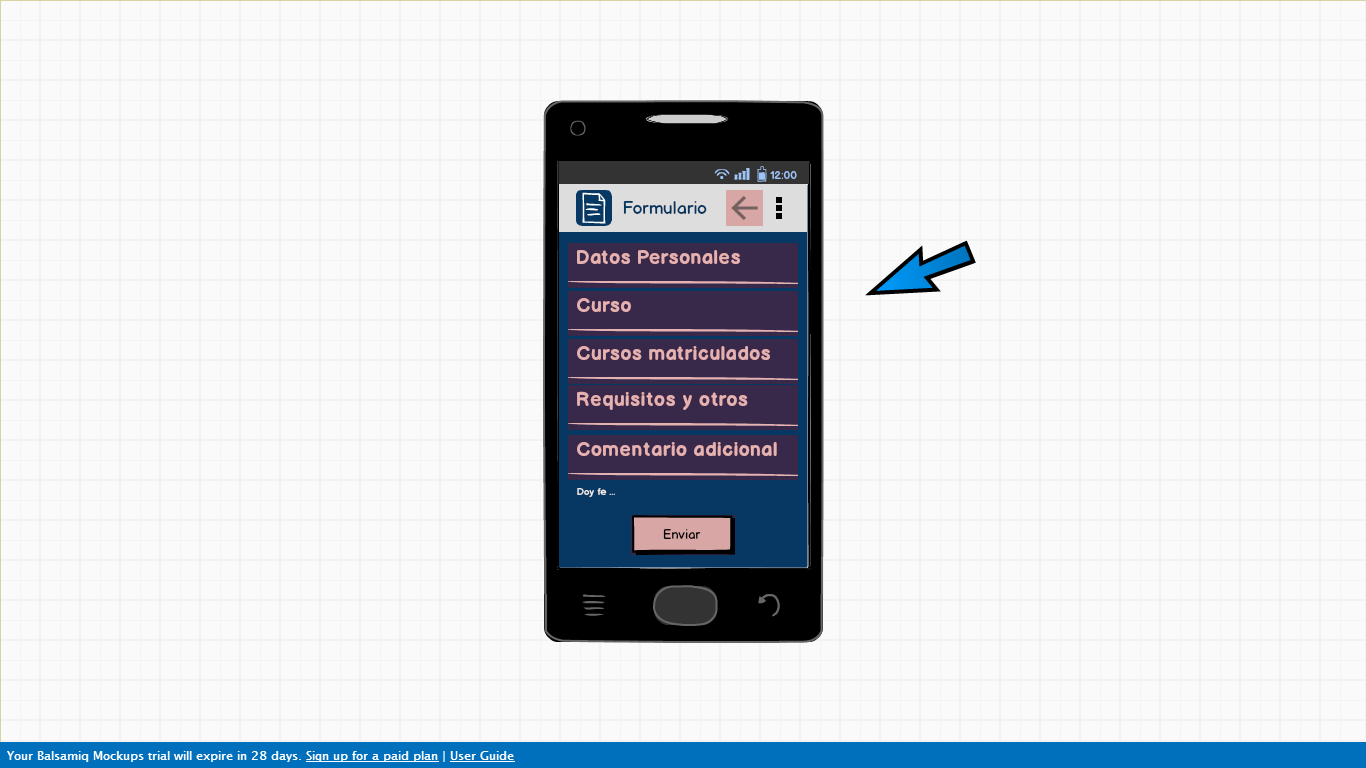 12:00
Formulario
Datos Personales
Curso
Cursos matriculados
Requisitos y otros
Comentario adicional
Doy fe ...
Enviar
Your Balsamiq Mockups trial will expire in 28 days. Sign up for a paid plan | User Guide